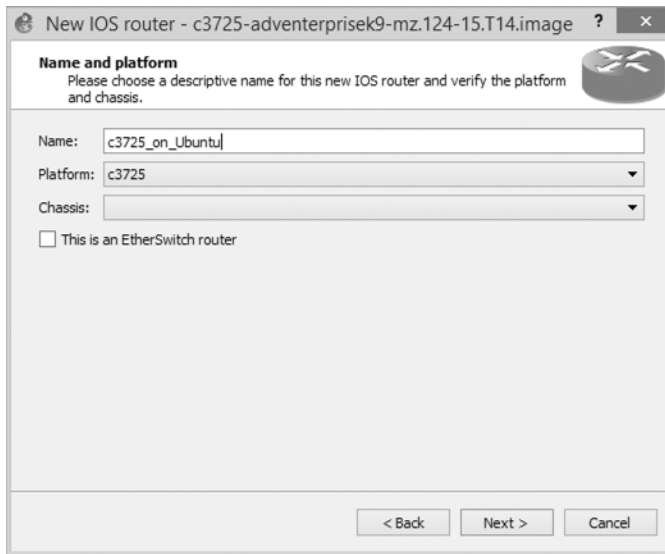 New IOS router - c3725-adventerprisek9-mz.124-15.T14.image ? ×
Name and platform
Please choose a descriptive name for this new IOS router and verify the platform
and chassis.
Name: c3725_on_Ubuntu
Platform: c3725
Chassis:
This is an EtherSwitch router
< Back Next > Cancel